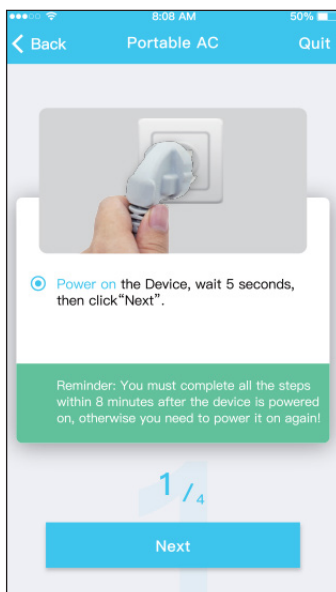 8:08 AM 50%
Back Portable AC Quit
Power on the Device, wait 5 seconds,
then click“Next”.
Reminder: You must complete all the steps
within 8 minutes after the device is powered
on, otherwise you need to power it on again!
1 / 4
Next